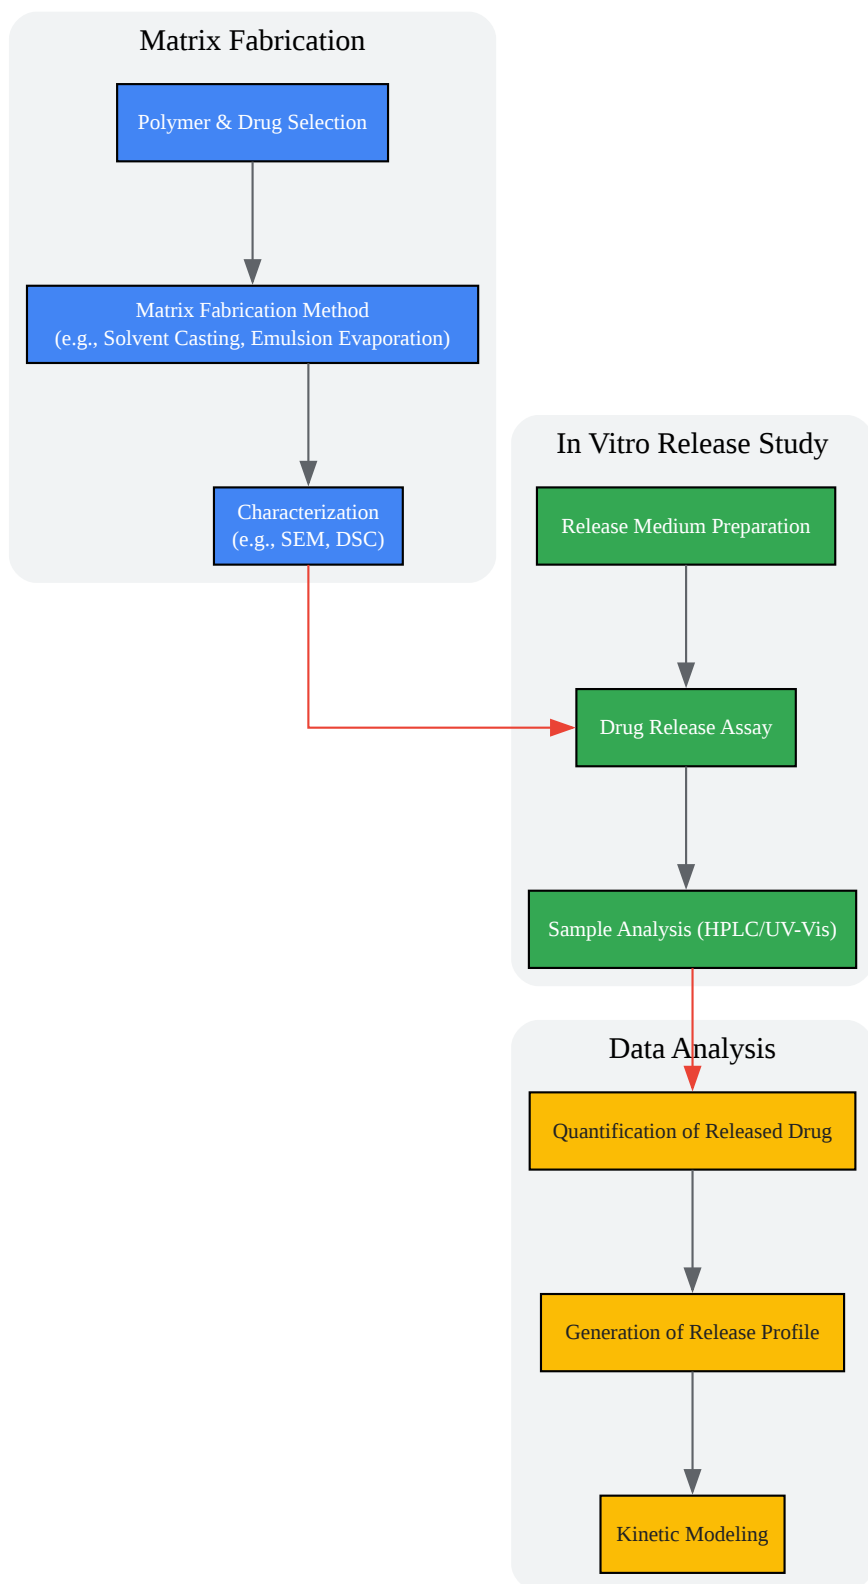 Matrix Fabrication
Polymer & Drug Selection
Matrix Fabrication Method
(e.g., Solvent Casting, Emulsion Evaporation)
Characterization
(e.g., SEM, DSC)
In Vitro Release Study
Release Medium Preparation
Drug Release Assay
Sample Analysis (HPLC/UV-Vis)
Data Analysis
Quantification of Released Drug
Generation of Release Profile
Kinetic Modeling